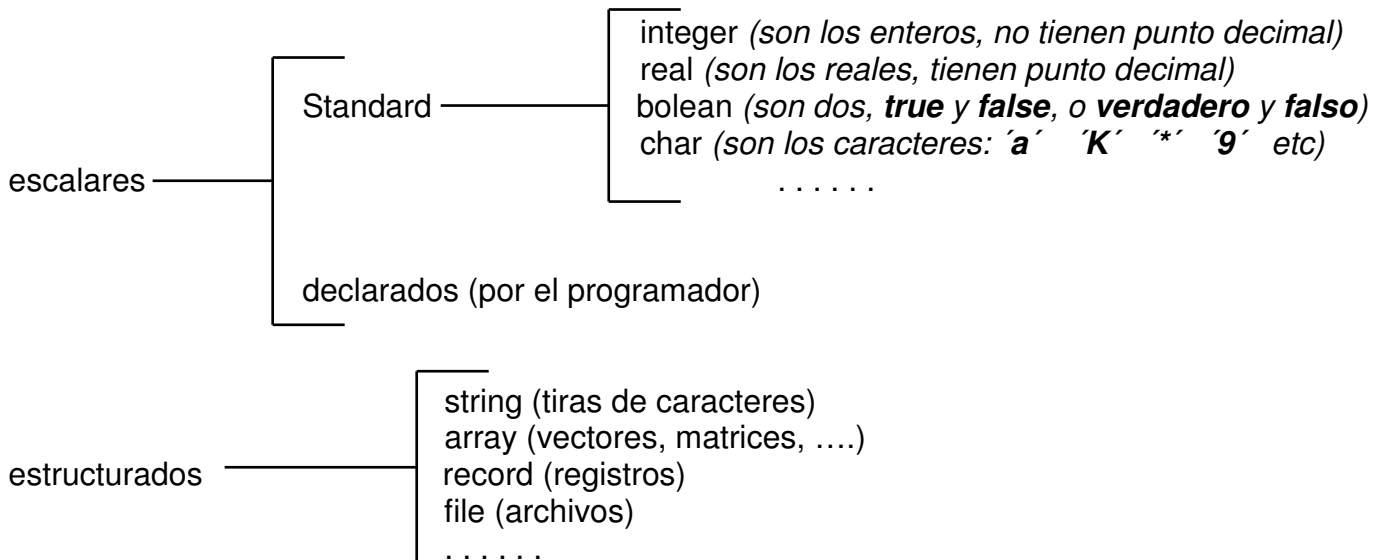 integer (son los enteros, no tienen punto decimal)
real (son los reales, tienen punto decimal)
Standard
bolean (son dos, true y false, o verdadero y falso)
char (son los caracteres: ´a´ ´K´ ´*´ ´9´ etc)
escalares
. . . . . .
declarados (por el programador)
string (tiras de caracteres)
array (vectores, matrices, ….)
estructurados
record (registros)
file (archivos)
. . . . . .